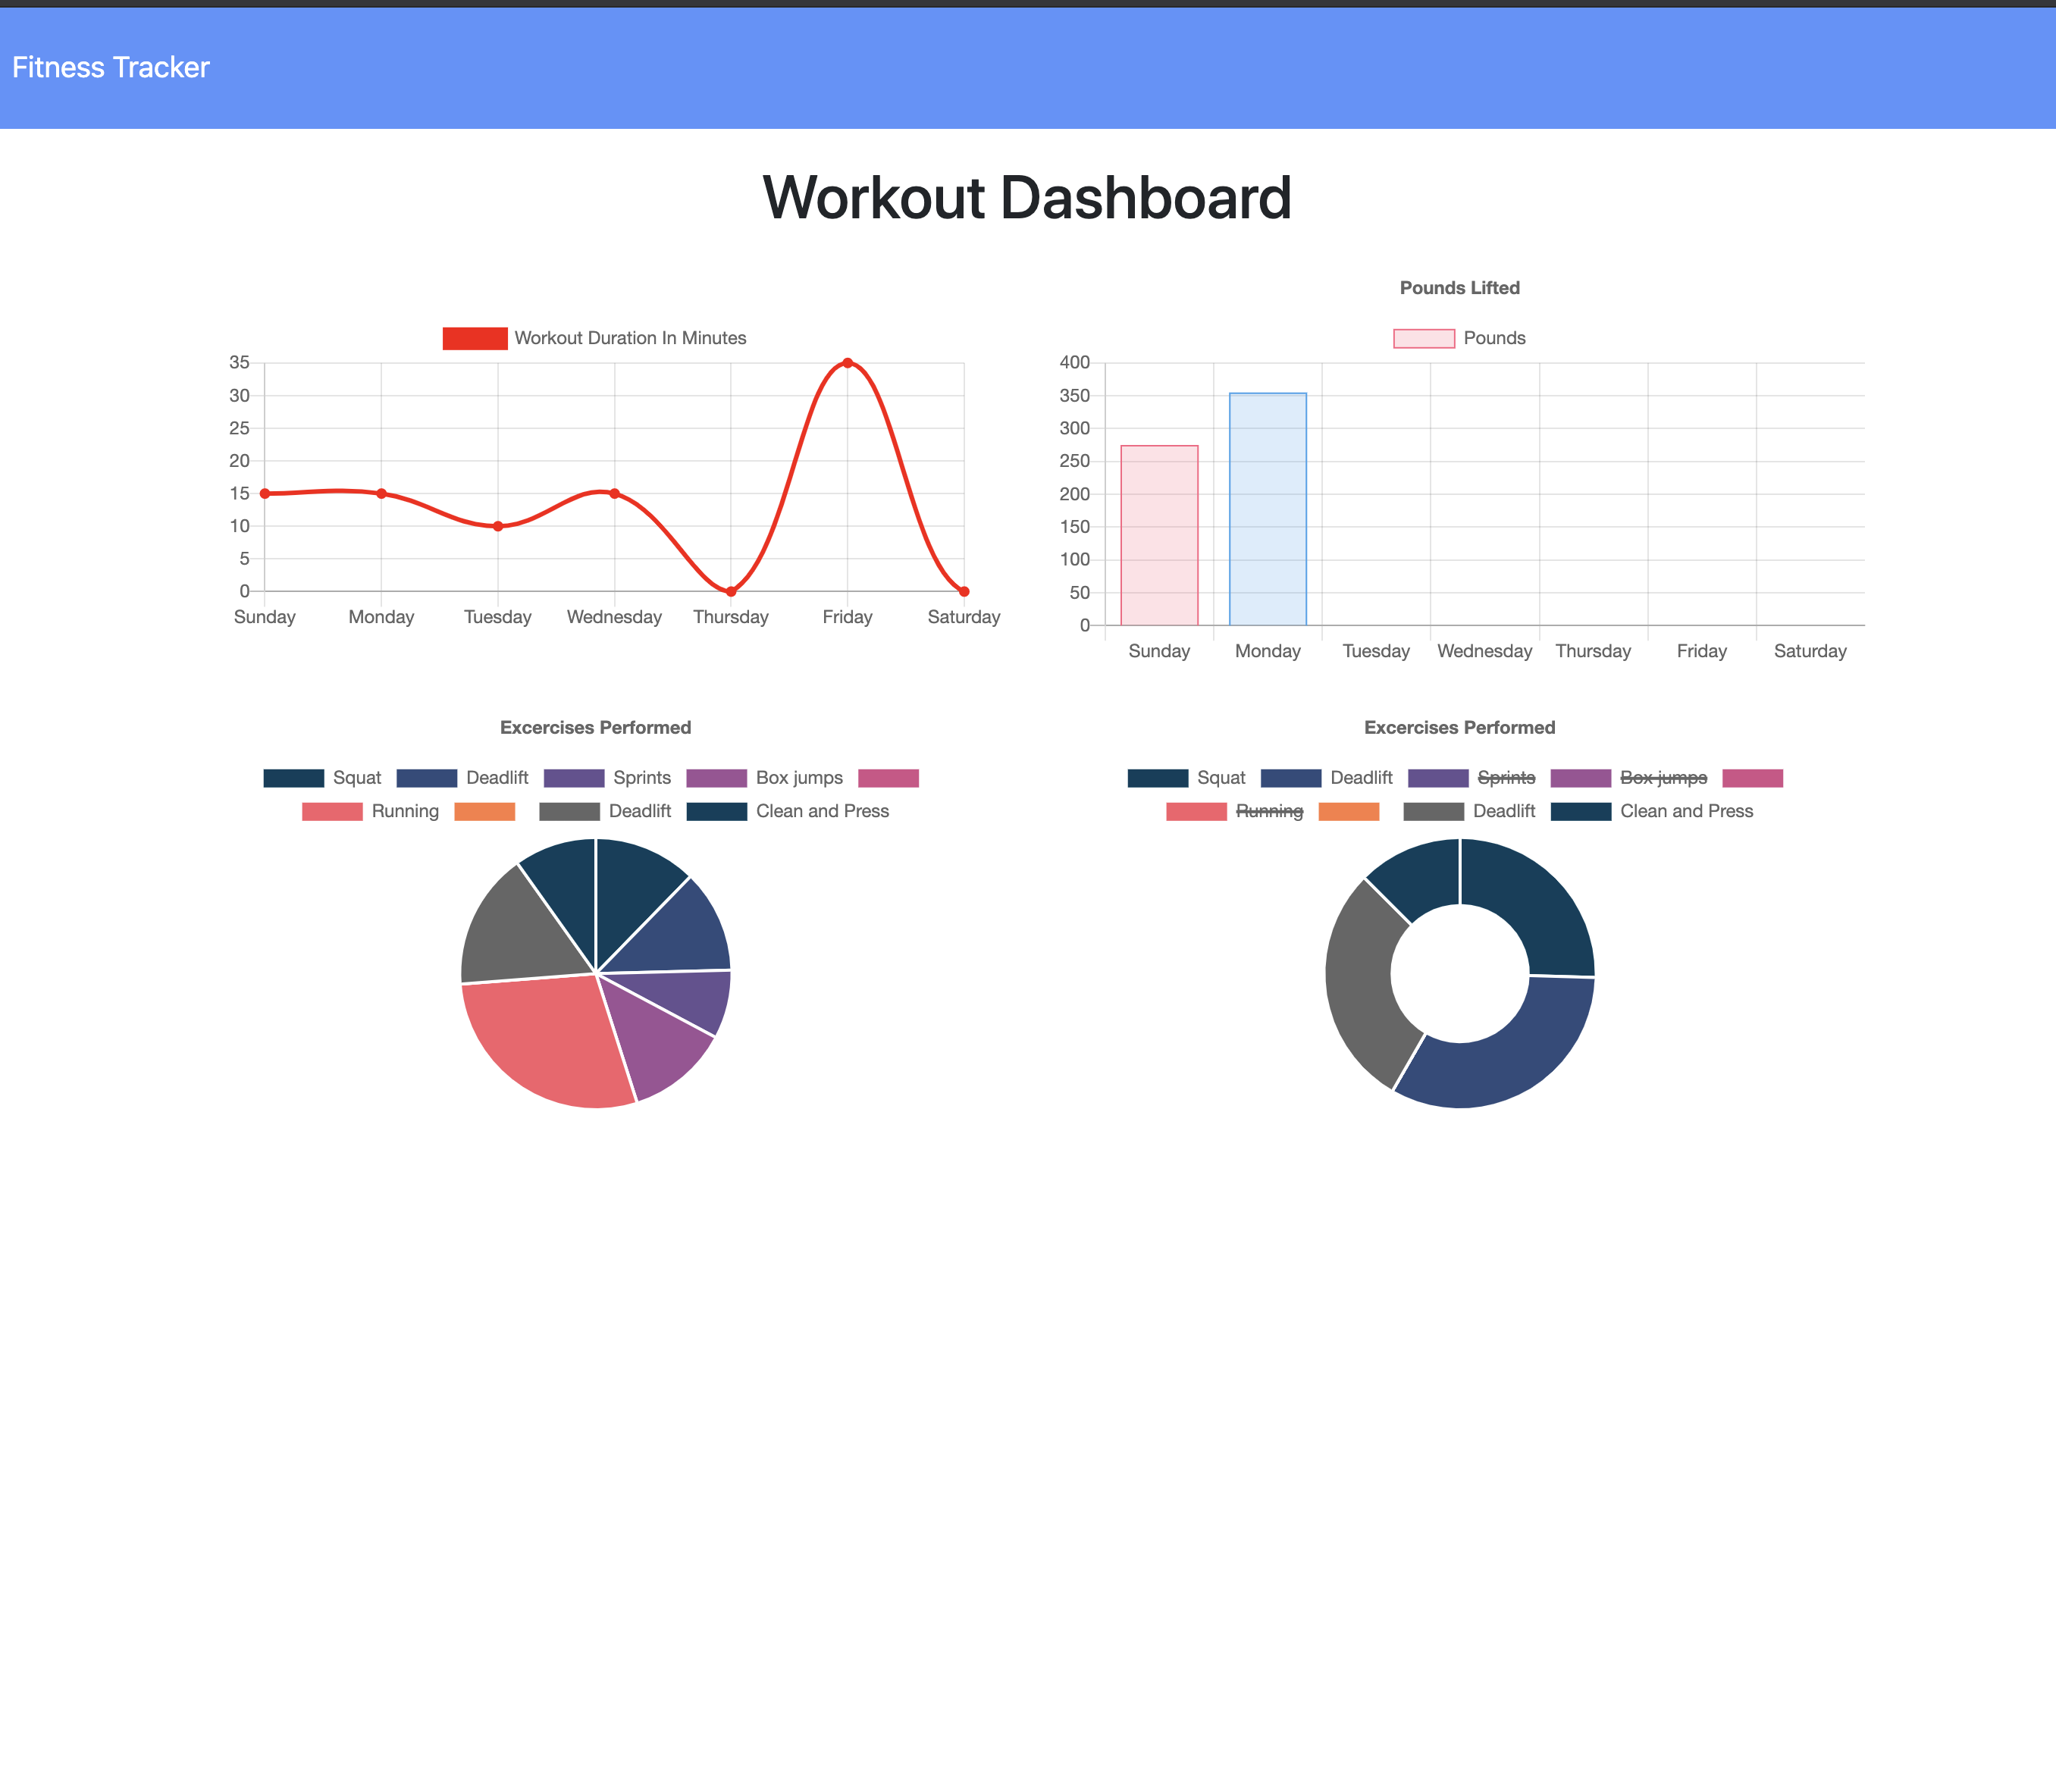 Fitness Tracker
Workout Dashboard
Workout Duration In Minutes
35
30
25
20
15
10
5
0
Sunday Monday Tuesday Wednesday Thursday Friday Saturday
Pounds Lifted
Pounds
400
350
300
250
200
150
100
50
0
Sunday Monday Tuesday Wednesday Thursday Friday Saturday
Excercises Performed
Squat Deadlift Sprints Box jumps
Running Deadlift Clean and Press
Excercises Performed
Squat Deadlift Sprints Box jumps
Running Deadlift Clean and Press